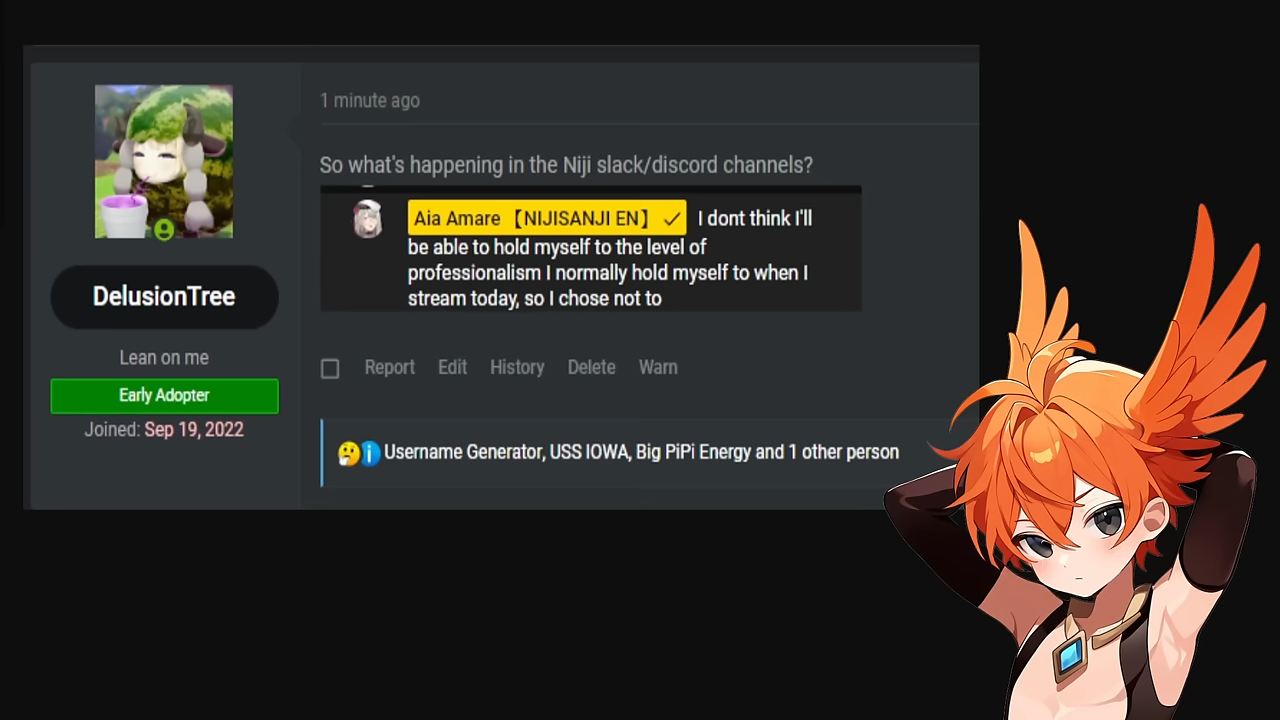 1 minute ago
So what's happening in the Niji slack/discord channels?
Aia Amare 【NIJISANJI EN】 ✓ I dont think I'll
be able to hold myself to the level of
professionalism I normally hold myself to when I
stream today, so I chose not to
DelusionTree
Lean on me
Early Adopter
Joined: Sep 19, 2022
Report Edit History Delete Warn
Username Generator, USS IOWA, Big PiPi Energy and 1 other person